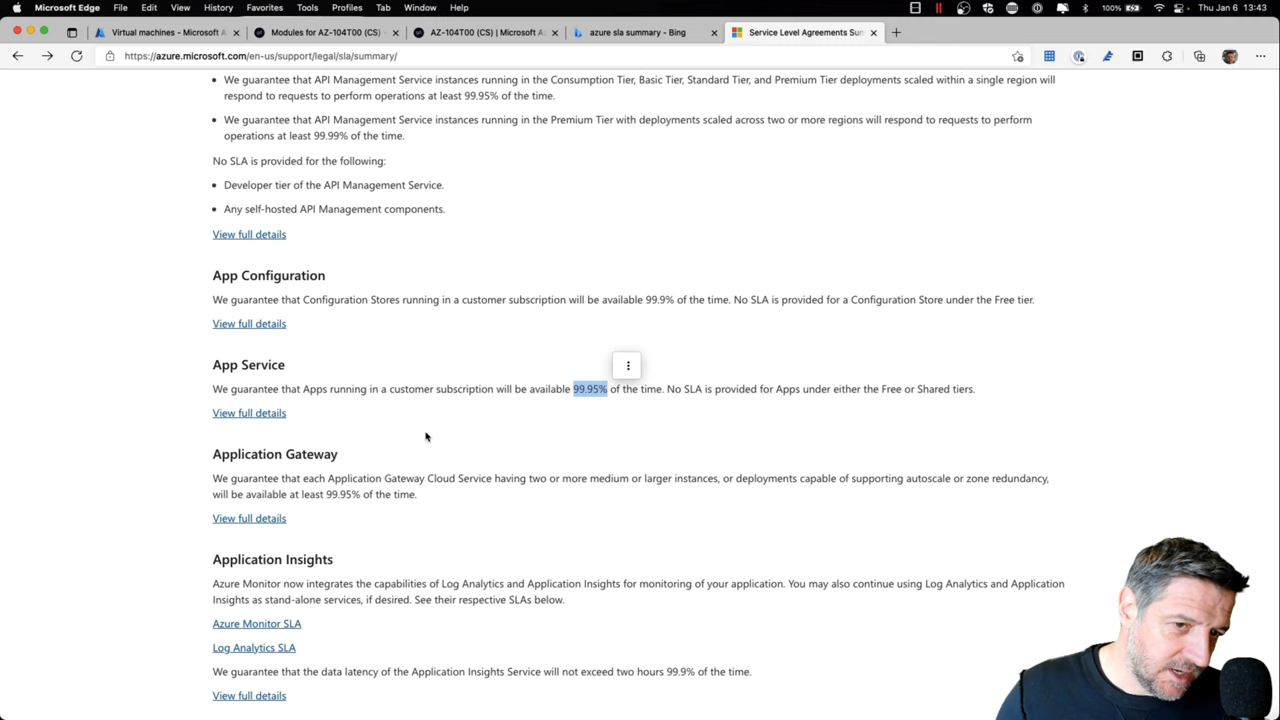 Microsoft Edge File Edit View History Favorites Tools Profiles Tab Window Help 100% Thu Jan 6 13:43
Virtual machines - Microsoft A Modules for AZ-104T00 (CS) - AZ-104T00 (CS) | Microsoft A azure sla summary - Bing Service Level Agreements Sum
https://azure.microsoft.com/en-us/support/legal/sla/summary/
We guarantee that API Management Service instances running in the Consumption Tier, Basic Tier, Standard Tier, and Premium Tier deployments scaled within a single region will
respond to requests to perform operations at least 99.95% of the time.
We guarantee that API Management Service instances running in the Premium Tier with deployments scaled across two or more regions will respond to requests to perform
operations at least 99.99% of the time.
No SLA is provided for the following:
Developer tier of the API Management Service.
Any self-hosted API Management components.
View full details
App Configuration
We guarantee that Configuration Stores running in a customer subscription will be available 99.9% of the time. No SLA is provided for a Configuration Store under the Free tier.
View full details
App Service
We guarantee that Apps running in a customer subscription will be available 99.95% of the time. No SLA is provided for Apps under either the Free or Shared tiers.
View full details
Application Gateway
We guarantee that each Application Gateway Cloud Service having two or more medium or larger instances, or deployments capable of supporting autoscale or zone redundancy,
will be available at least 99.95% of the time.
View full details
Application Insights
Azure Monitor now integrates the capabilities of Log Analytics and Application Insights for monitoring of your application. You may also continue using Log Analytics and Application
Insights as stand-alone services, if desired. See their respective SLAs below.
Azure Monitor SLA
Log Analytics SLA
We guarantee that the data latency of the Application Insights Service will not exceed two hours 99.9% of the time.
View full details